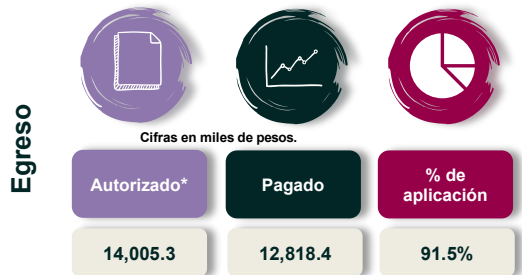 Egreso
Cifras en miles de pesos.
Autorizado*
Pagado
% de
aplicación
14,005.3
12,818.4
91.5%